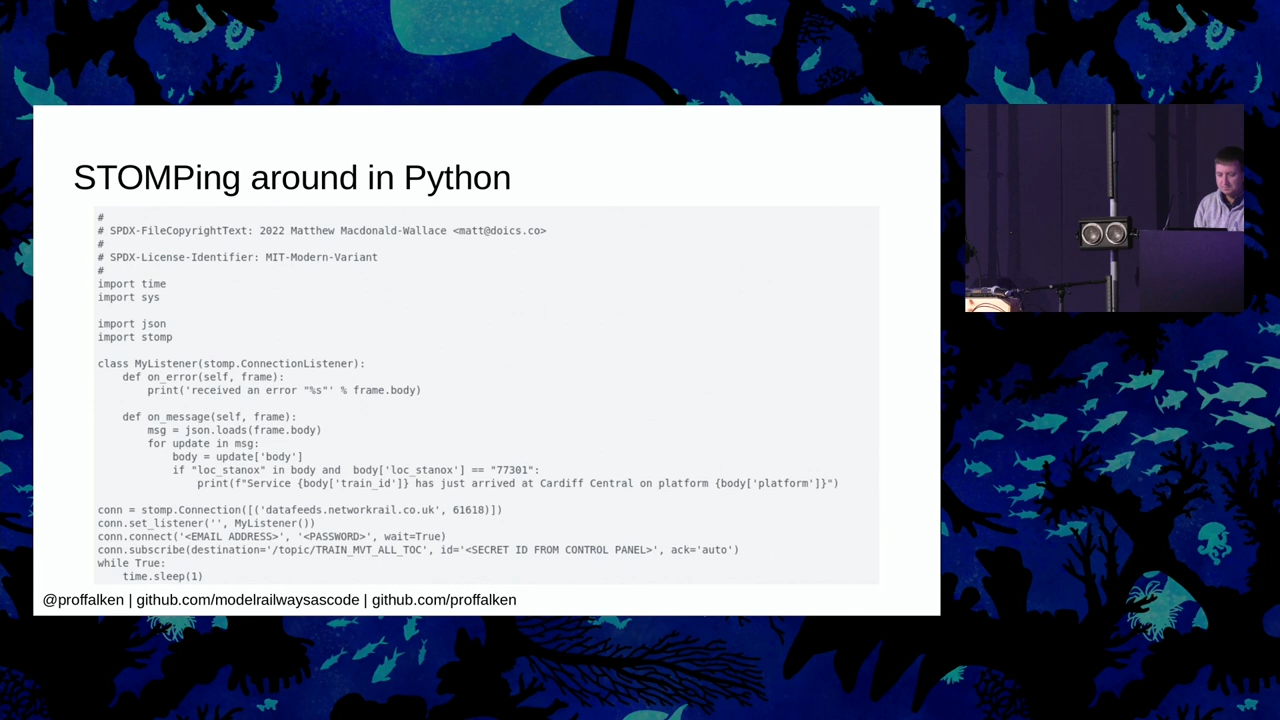 STOMPing around in Python
#
# SPDX-FileCopyrightText: 2022 Matthew Macdonald-Wallace <matt@doics.co>
#
# SPDX-License-Identifier: MIT-Modern-Variant
#
import time
import sys
import json
import stomp
class MyListener(stomp.ConnectionListener):
    def on_error(self, frame):
        print('received an error "%s"' % frame.body)
    def on_message(self, frame):
        msg = json.loads(frame.body)
        for update in msg:
            body = update['body']
            if "loc_stanox" in body and  body['loc_stanox'] == "77301":
                print(f"Service {body['train_id']} has just arrived at Cardiff Central on platform {body['platform']}")
conn = stomp.Connection([('datafeeds.networkrail.co.uk', 61618)])
conn.set_listener('', MyListener())
conn.connect('<EMAIL ADDRESS>', '<PASSWORD>', wait=True)
conn.subscribe(destination='/topic/TRAIN_MVT_ALL_TOC', id='<SECRET ID FROM CONTROL PANEL>', ack='auto')
while True:
    time.sleep(1)
@proffalken | github.com/modelrailwaysascode | github.com/proffalken